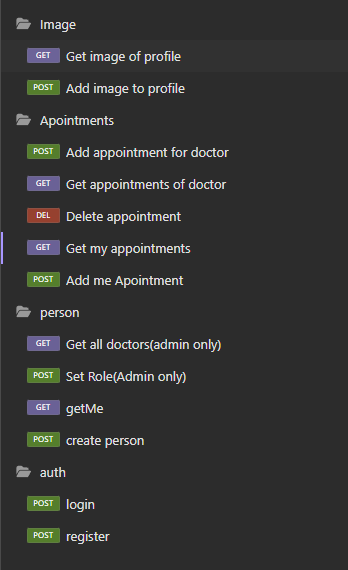 Image
GET Get image of profile
POST Add image to profile
Apointments
POST Add appointment for doctor
GET Get appointments of doctor
DEL Delete appointment
GET Get my appointments
POST Add me Apointment
person
GET Get all doctors(admin only)
POST Set Role(Admin only)
GET getMe
POST create person
auth
POST login
POST register